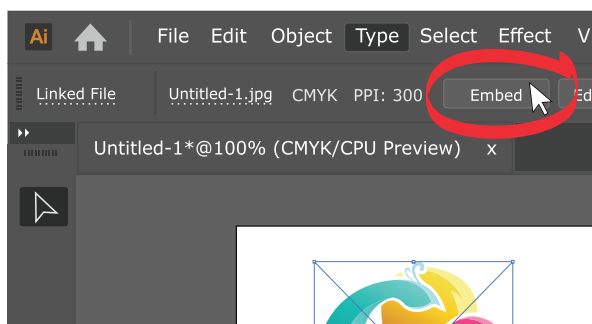 Ai File Edit Object Type Select Effect V
Linked File Untitled-1.jpg CMYK PPI: 300 Embed Ed
Untitled-1*@100% (CMYK/CPU Preview) x